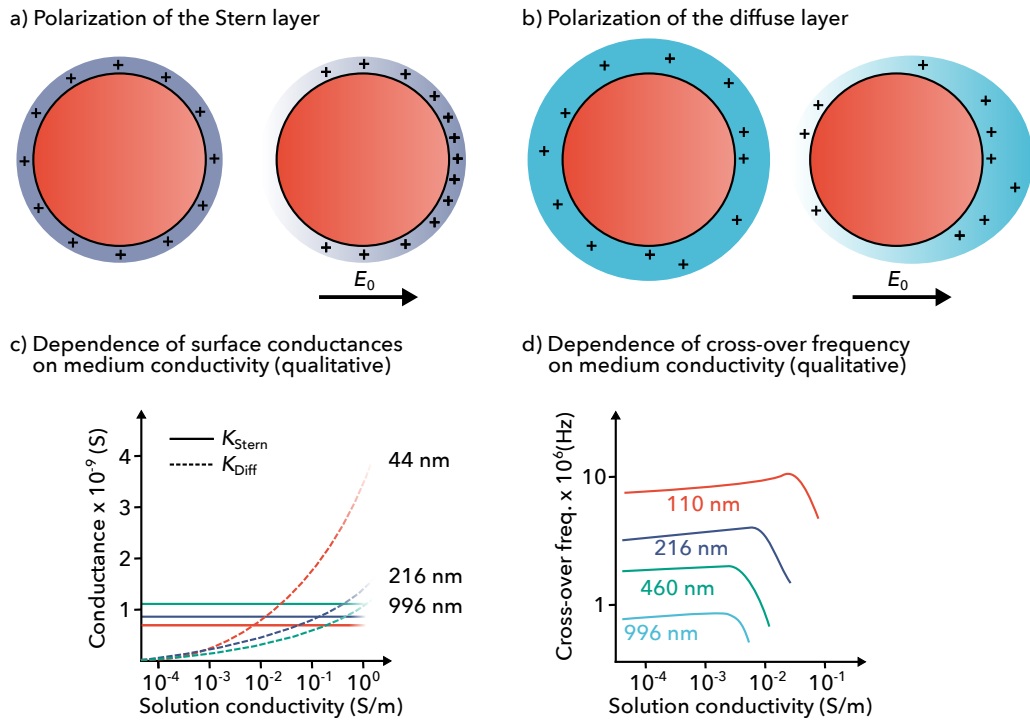 a) Polarization of the Stern layer
b) Polarization of the diffuse layer
+ + + + + + + + + + + +
+ + + + + + + + + + + + +
+ + + + + + + + + + +
+ + + + + + + + + +
E₀
E₀
c) Dependence of surface conductances
on medium conductivity (qualitative)
d) Dependence of cross-over frequency
on medium conductivity (qualitative)
Conductance x 10⁻⁹ (S)
4
3
2
1
K_Stern
K_Diff
44 nm
216 nm
996 nm
10⁻⁴ 10⁻³ 10⁻² 10⁻¹ 10⁰
Solution conductivity (S/m)
Cross-over freq. x 10⁶(Hz)
10
1
110 nm
216 nm
460 nm
996 nm
10⁻⁴ 10⁻³ 10⁻² 10⁻¹
Solution conductivity (S/m)